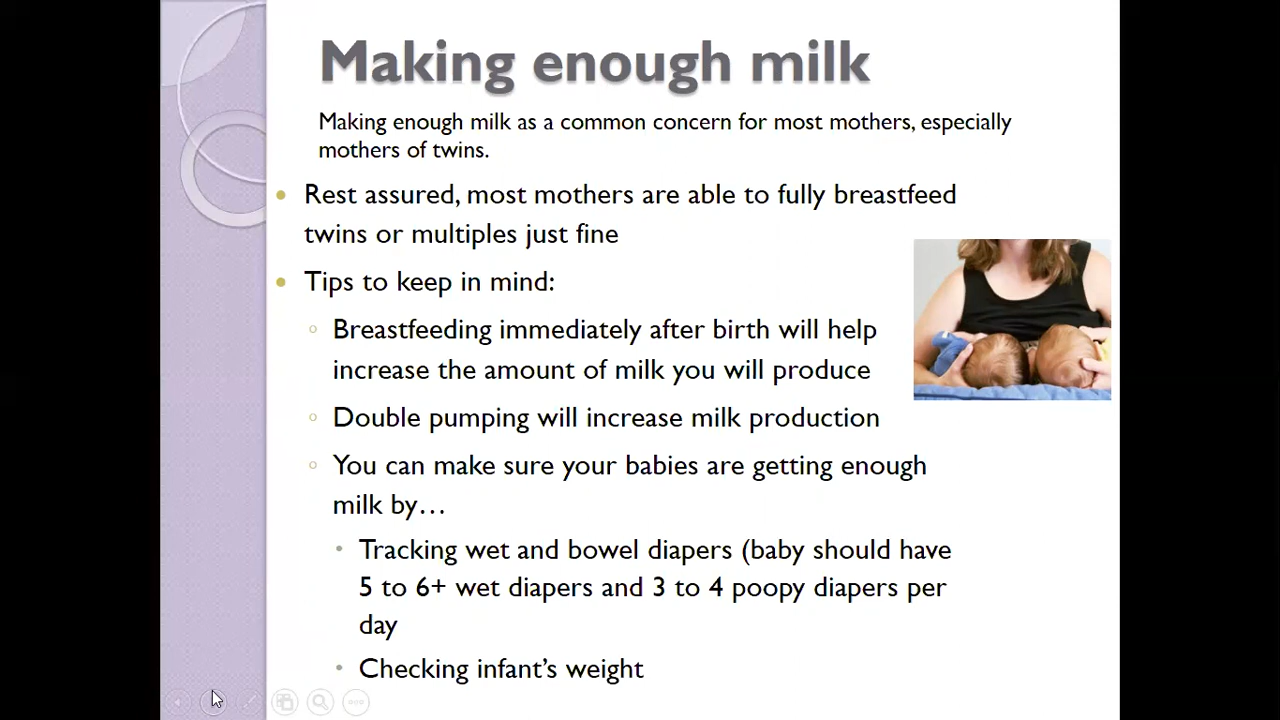 Making enough milk
Making enough milk as a common concern for most mothers, especially
mothers of twins.
Rest assured, most mothers are able to fully breastfeed
twins or multiples just fine
Tips to keep in mind:
Breastfeeding immediately after birth will help
increase the amount of milk you will produce
Double pumping will increase milk production
You can make sure your babies are getting enough
milk by…
Tracking wet and bowel diapers (baby should have
5 to 6+ wet diapers and 3 to 4 poopy diapers per
day
Checking infant’s weight